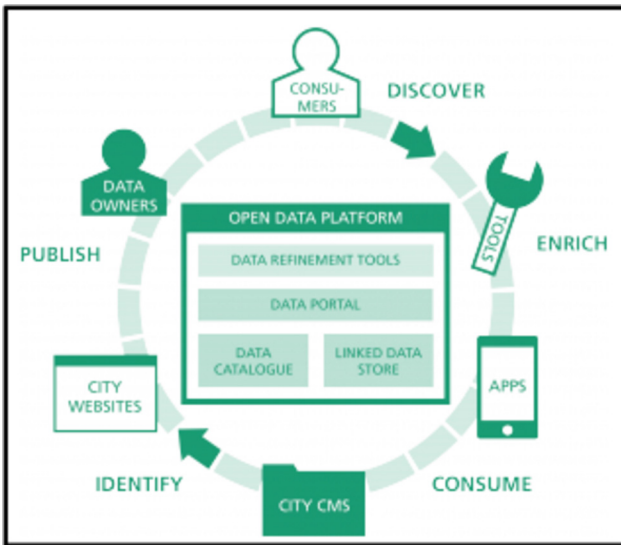 CONSU-
MERS
DISCOVER
DATA
OWNERS
TOOLS
OPEN DATA PLATFORM
ENRICH
PUBLISH
DATA REFINEMENT TOOLS
DATA PORTAL
DATA
CATALOGUE
LINKED DATA
STORE
APPS
CITY
WEBSITES
IDENTIFY
CONSUME
CITY CMS